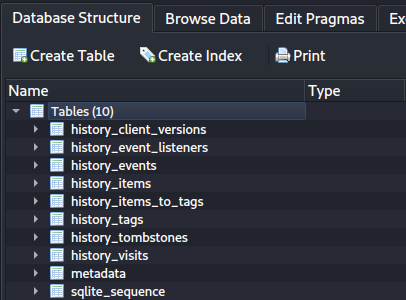 Database Structure Browse Data Edit Pragmas
Create Table Create Index Print
Name Type
Tables (10)
history_client_versions
history_event_listeners
history_events
history_items
history_items_to_tags
history_tags
history_tombstones
history_visits
metadata
sqlite_sequence